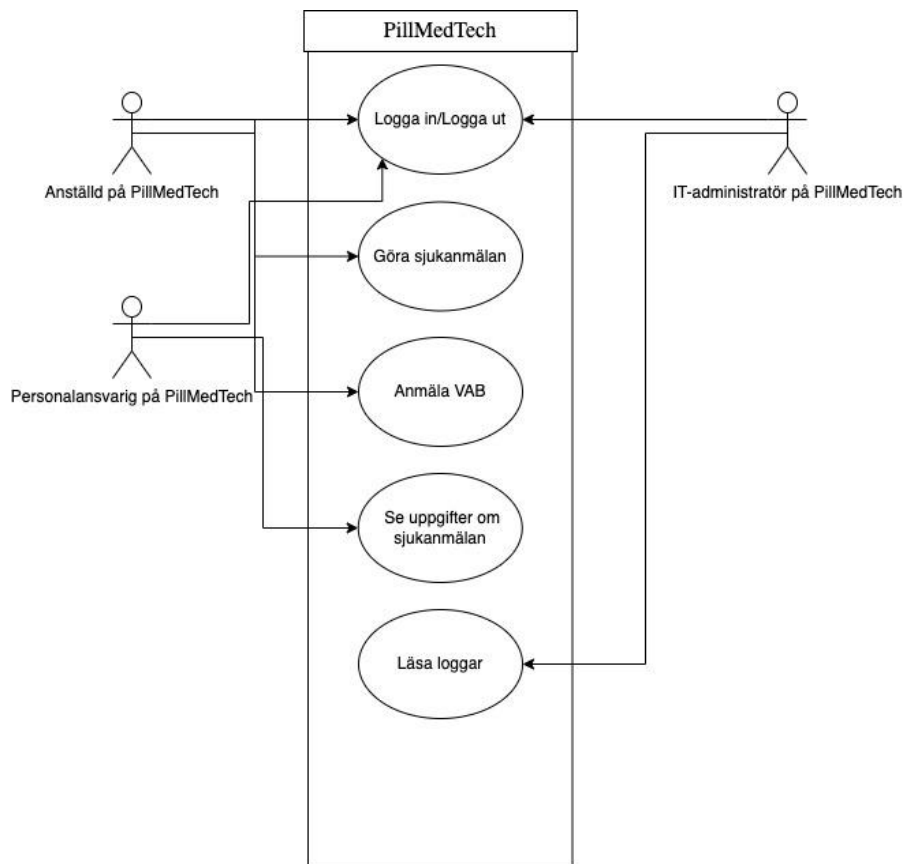 PillMedTech
Logga in/Logga ut
Anställd på PillMedTech
IT-administratör på PillMedTech
Göra sjukanmälan
Personalansvarig på PillMedTech
Anmäla VAB
Se uppgifter om
sjukanmälan
Läsa loggar